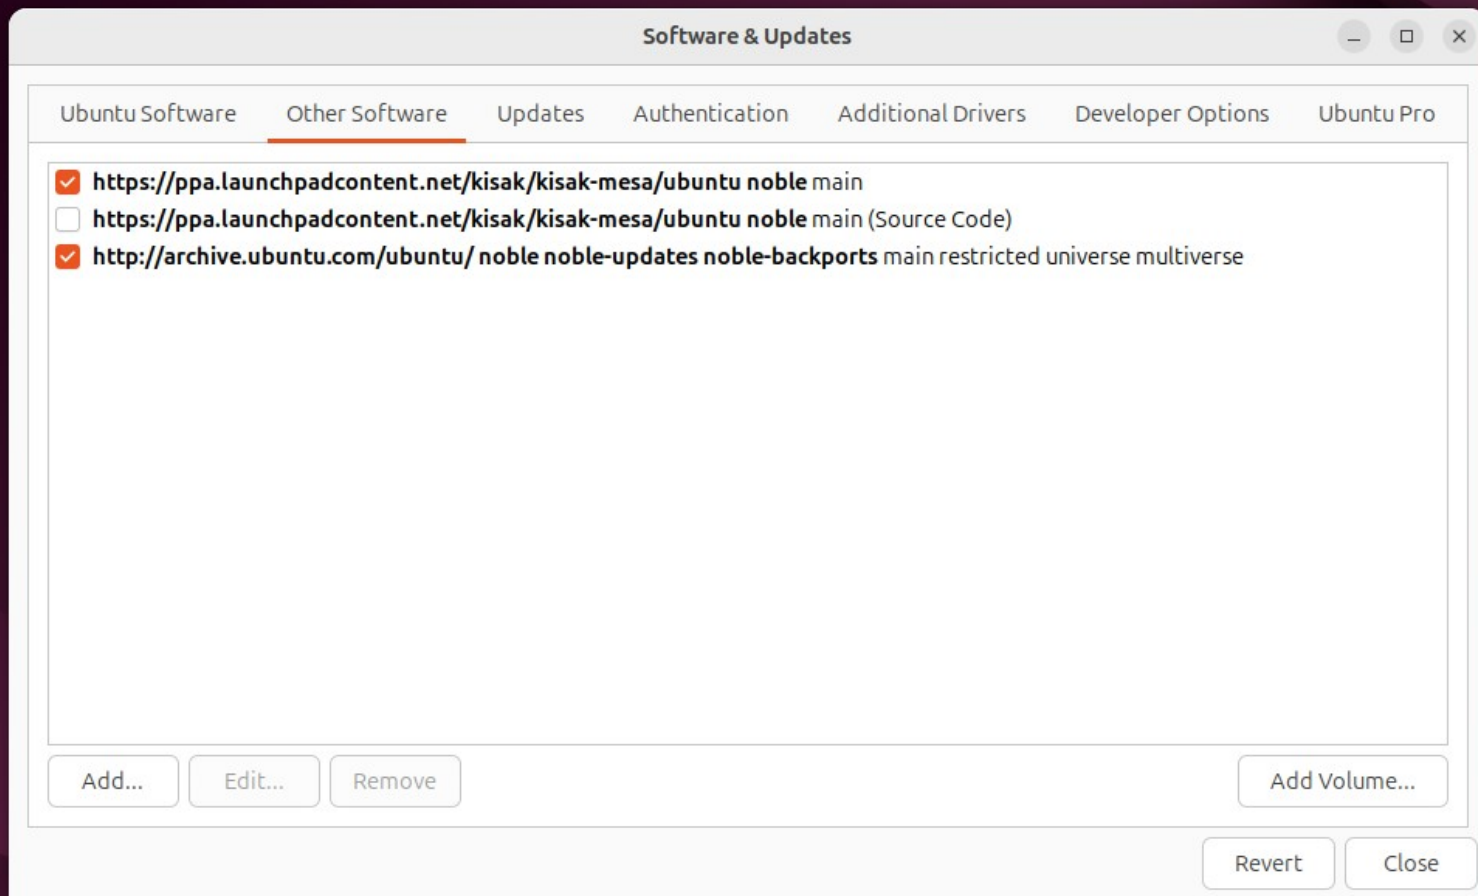 Software & Updates
Ubuntu Software Other Software Updates Authentication Additional Drivers Developer Options Ubuntu Pro
https://ppa.launchpadcontent.net/kisak/kisak-mesa/ubuntu noble main
https://ppa.launchpadcontent.net/kisak/kisak-mesa/ubuntu noble main (Source Code)
http://archive.ubuntu.com/ubuntu/ noble noble-updates noble-backports main restricted universe multiverse
Add... Edit... Remove Add Volume...
Revert Close